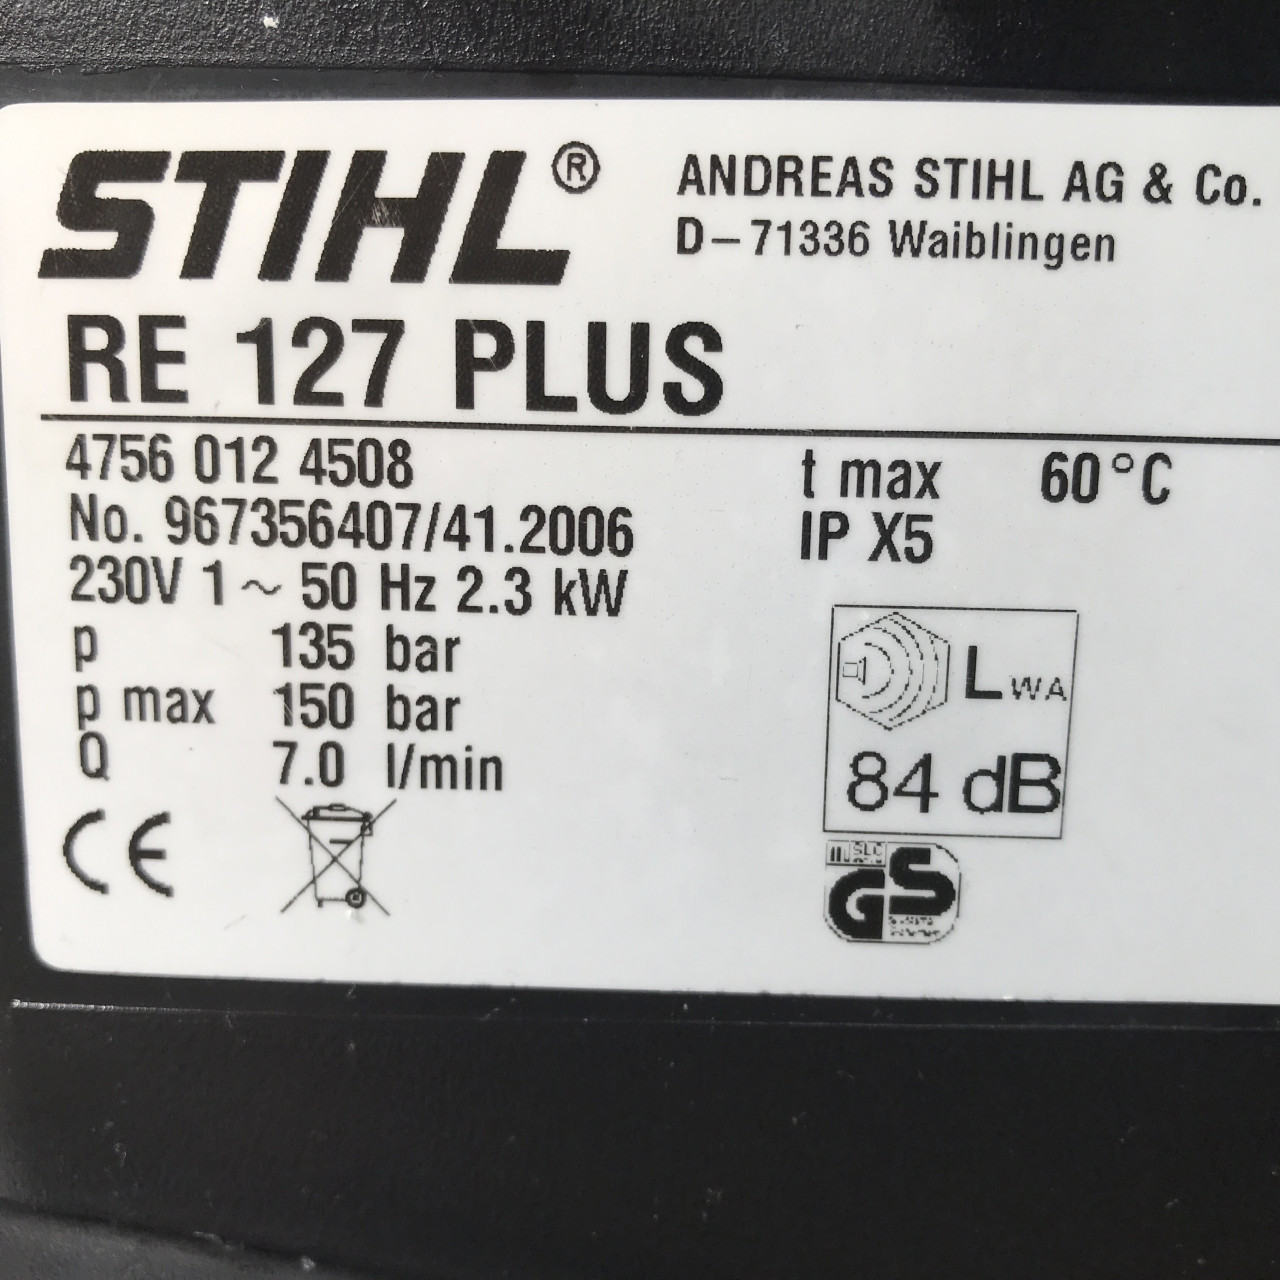 STIHL®
ANDREAS STIHL AG & Co.
D–71336 Waiblingen
RE 127 PLUS
4756 012 4508
No. 967356407/41.2006
230V 1 ~ 50 Hz 2.3 kW
p 135 bar
p max 150 bar
Q 7.0 l/min
t max 60°C
IP X5
LWA
84 dB
CE
SLG
GS